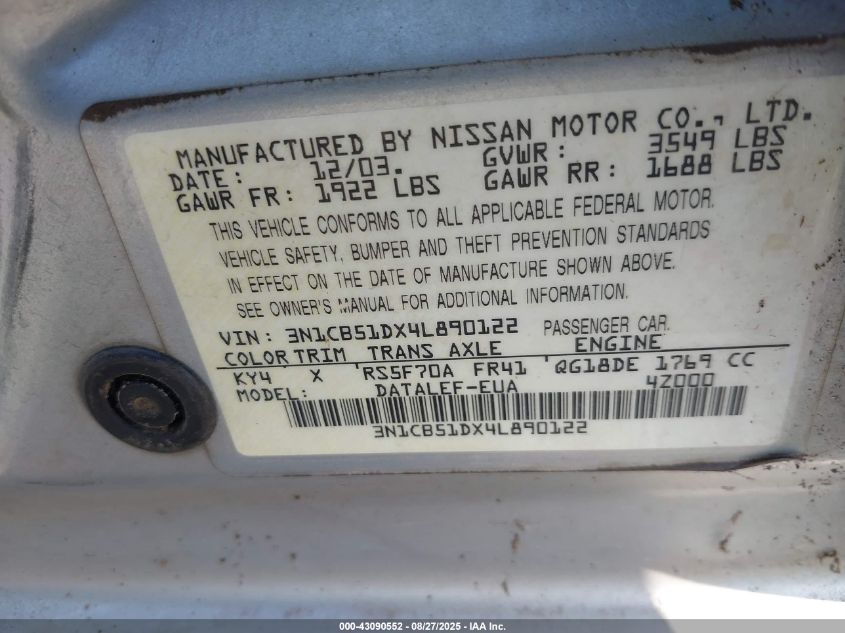 MANUFACTURED BY NISSAN MOTOR CO., LTD.
DATE: 12/03. GVWR: 3549 LBS
GAWR FR: 1922 LBS GAWR RR: 1688 LBS
THIS VEHICLE CONFORMS TO ALL APPLICABLE FEDERAL MOTOR
VEHICLE SAFETY, BUMPER AND THEFT PREVENTION STANDARDS
IN EFFECT ON THE DATE OF MANUFACTURE SHOWN ABOVE.
SEE OWNER'S MANUAL FOR ADDITIONAL INFORMATION.
VIN: 3N1CB51DX4L890122 PASSENGER CAR.
COLOR TRIM TRANS AXLE ENGINE
KY4 X RS5F70A FR41 QG18DE 1769 CC
MODEL: DATALEF-EUA 4Z000
3N1CB51DX4L890122
000-43090552 - 08/27/2025 - IAA Inc.